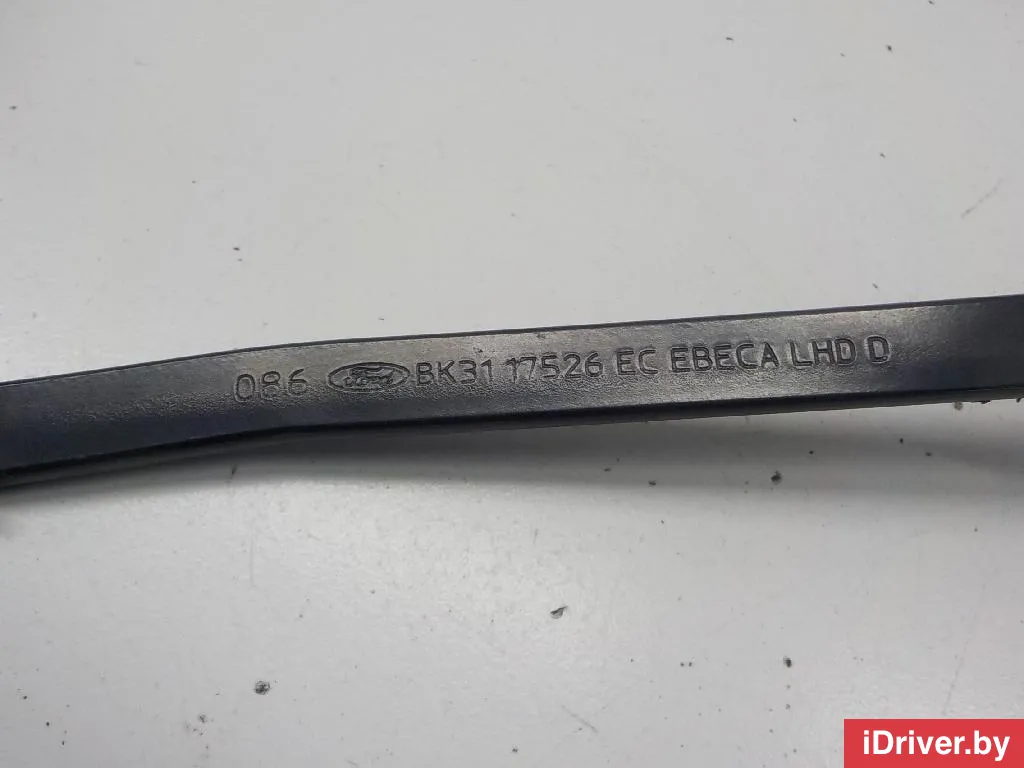 086 Ford BK31 17526 EC EBECA LHD D
iDriver.by